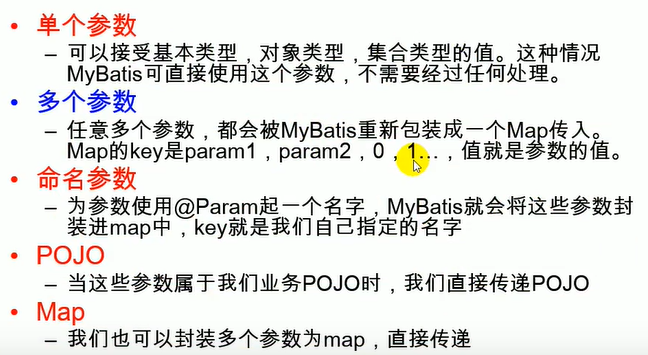 • 单个参数
– 可以接受基本类型，对象类型，集合类型的值。这种情况
MyBatis可直接使用这个参数，不需要经过任何处理。
• 多个参数
– 任意多个参数，都会被MyBatis重新包装成一个Map传入。
Map的key是param1，param2，0，1…，值就是参数的值。
• 命名参数
– 为参数使用@Param起一个名字，MyBatis就会将这些参数封
装进map中，key就是我们自己指定的名字
• POJO
– 当这些参数属于我们业务POJO时，我们直接传递POJO
• Map
– 我们也可以封装多个参数为map，直接传递